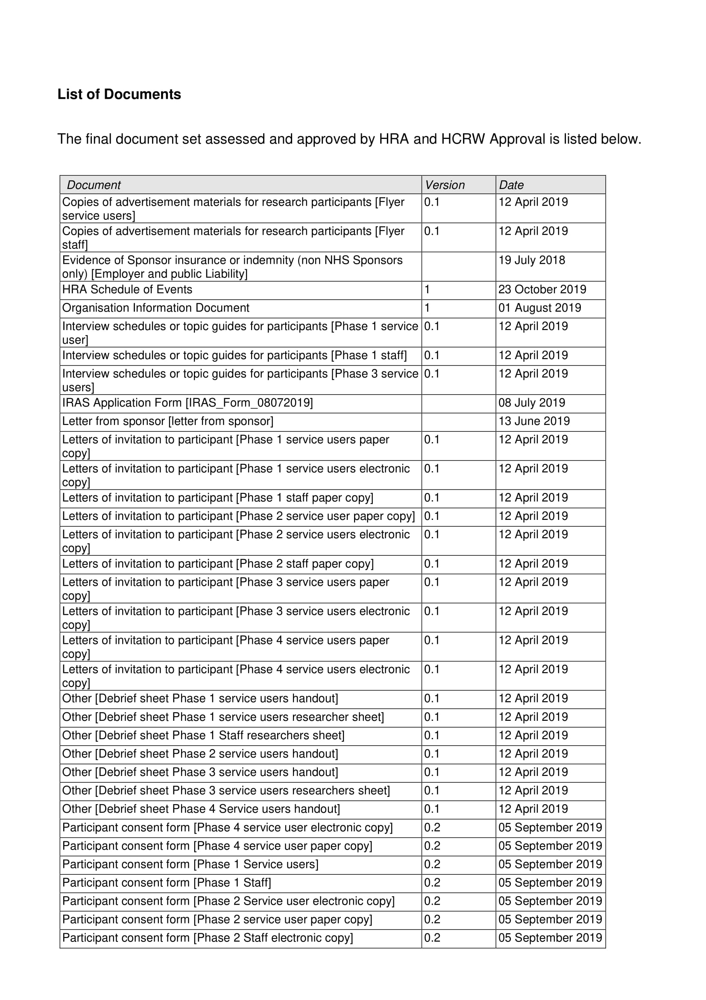 List of Documents
The final document set assessed and approved by HRA and HCRW Approval is listed below.
Document Version Date
Copies of advertisement materials for research participants [Flyer 0.1 12 April 2019
service users]
Copies of advertisement materials for research participants [Flyer 0.1 12 April 2019
staff]
Evidence of Sponsor insurance or indemnity (non NHS Sponsors 19 July 2018
only) [Employer and public Liability]
HRA Schedule of Events 1 23 October 2019
Organisation Information Document 1 01 August 2019
Interview schedules or topic guides for participants [Phase 1 service 0.1 12 April 2019
user]
Interview schedules or topic guides for participants [Phase 1 staff] 0.1 12 April 2019
Interview schedules or topic guides for participants [Phase 3 service 0.1 12 April 2019
users]
IRAS Application Form [IRAS_Form_08072019] 08 July 2019
Letter from sponsor [letter from sponsor] 13 June 2019
Letters of invitation to participant [Phase 1 service users paper 0.1 12 April 2019
copy]
Letters of invitation to participant [Phase 1 service users electronic 0.1 12 April 2019
copy]
Letters of invitation to participant [Phase 1 staff paper copy] 0.1 12 April 2019
Letters of invitation to participant [Phase 2 service user paper copy] 0.1 12 April 2019
Letters of invitation to participant [Phase 2 service users electronic 0.1 12 April 2019
copy]
Letters of invitation to participant [Phase 2 staff paper copy] 0.1 12 April 2019
Letters of invitation to participant [Phase 3 service users paper 0.1 12 April 2019
copy]
Letters of invitation to participant [Phase 3 service users electronic 0.1 12 April 2019
copy]
Letters of invitation to participant [Phase 4 service users paper 0.1 12 April 2019
copy]
Letters of invitation to participant [Phase 4 service users electronic 0.1 12 April 2019
copy]
Other [Debrief sheet Phase 1 service users handout] 0.1 12 April 2019
Other [Debrief sheet Phase 1 service users researcher sheet] 0.1 12 April 2019
Other [Debrief sheet Phase 1 Staff researchers sheet] 0.1 12 April 2019
Other [Debrief sheet Phase 2 service users handout] 0.1 12 April 2019
Other [Debrief sheet Phase 3 service users handout] 0.1 12 April 2019
Other [Debrief sheet Phase 3 service users researchers sheet] 0.1 12 April 2019
Other [Debrief sheet Phase 4 Service users handout] 0.1 12 April 2019
Participant consent form [Phase 4 service user electronic copy] 0.2 05 September 2019
Participant consent form [Phase 4 service user paper copy] 0.2 05 September 2019
Participant consent form [Phase 1 Service users] 0.2 05 September 2019
Participant consent form [Phase 1 Staff] 0.2 05 September 2019
Participant consent form [Phase 2 Service user electronic copy] 0.2 05 September 2019
Participant consent form [Phase 2 service user paper copy] 0.2 05 September 2019
Participant consent form [Phase 2 Staff electronic copy] 0.2 05 September 2019